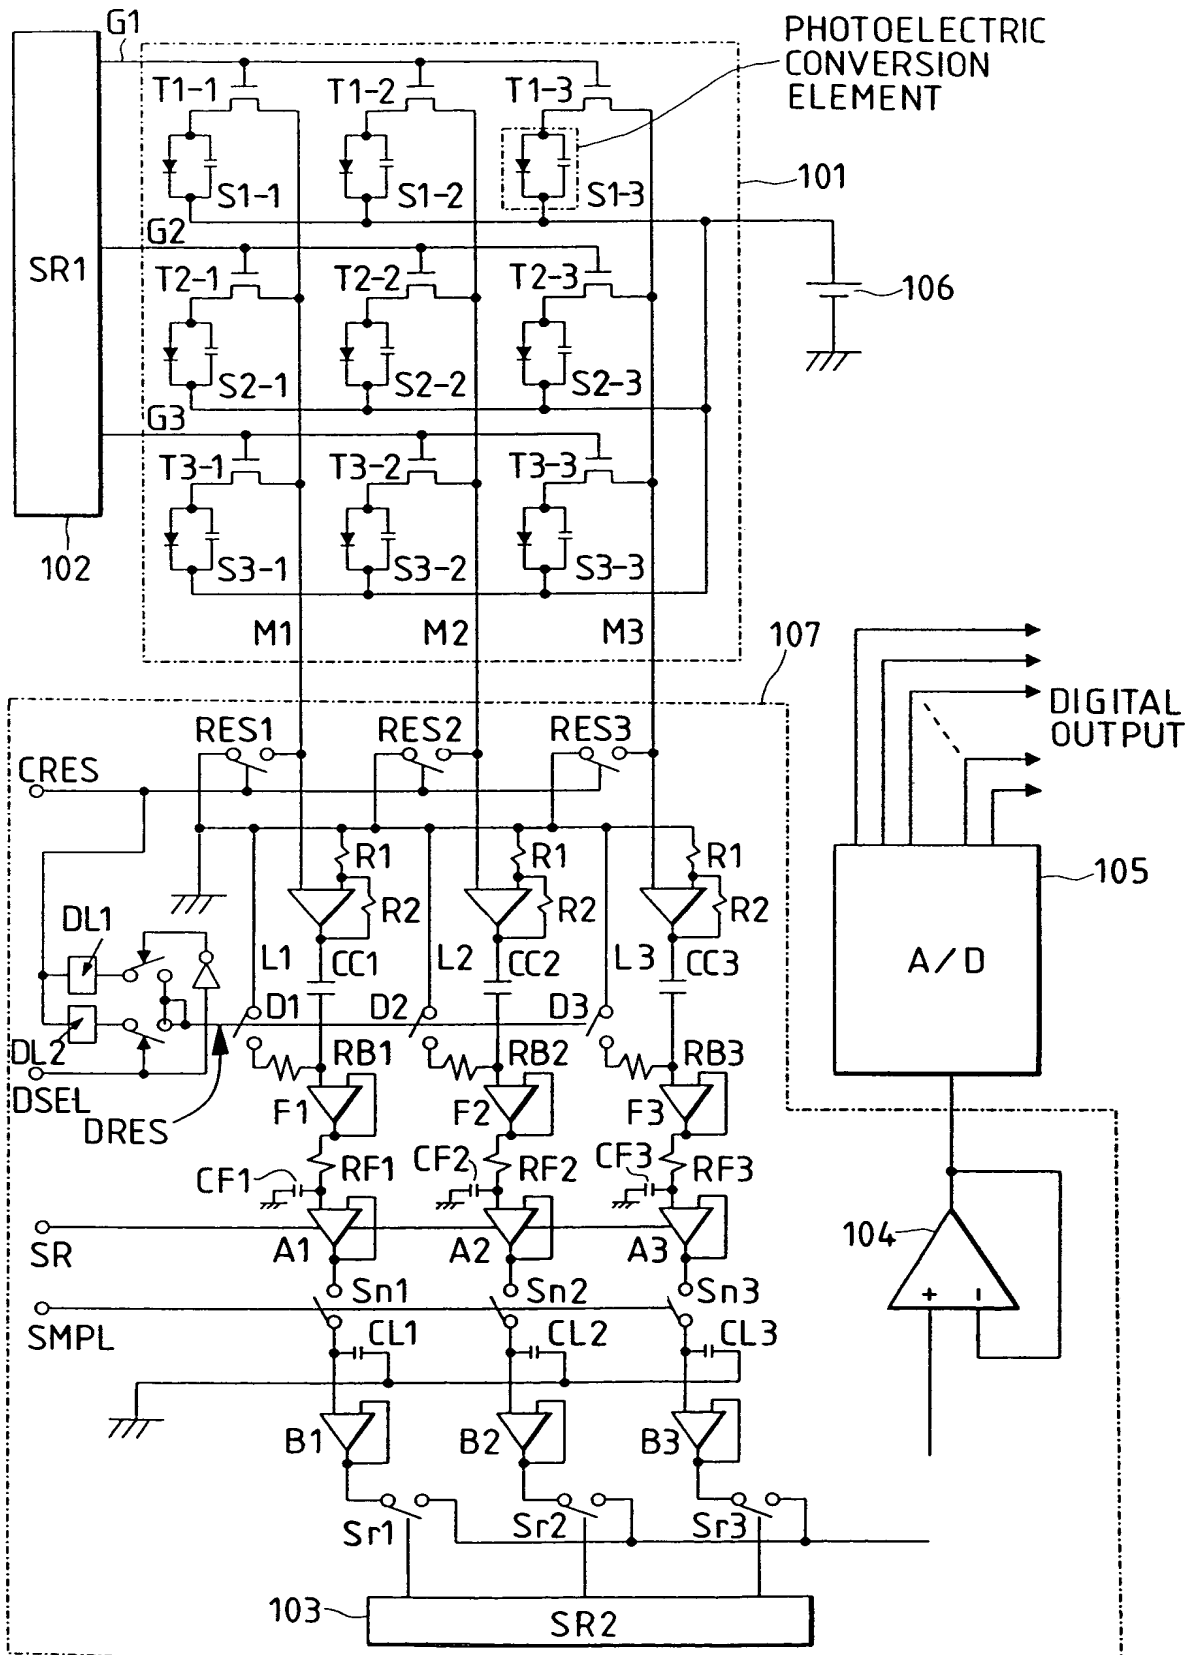 G1
PHOTOELECTRIC
CONVERSION
ELEMENT
T1-1
T1-2
T1-3
S1-1
S1-2
S1-3
101
SR1
G2
T2-1
T2-2
T2-3
106
S2-1
S2-2
S2-3
G3
T3-1
T3-2
T3-3
102
S3-1
S3-2
S3-3
M1
M2
M3
107
DIGITAL
OUTPUT
RES1
RES2
RES3
CRES
R1
R1
R1
R2
R2
R2
105
DL1
L1
CC1
L2
CC2
L3
CC3
A/D
D1
D2
D3
DL2
RB1
RB2
RB3
DSEL
F1
F2
F3
DRES
CF1
RF1
CF2
RF2
CF3
RF3
104
SR
A1
A2
A3
+
-
Sn1
Sn2
Sn3
SMPL
CL1
CL2
CL3
B1
B2
B3
Sr1
Sr2
Sr3
103
SR2